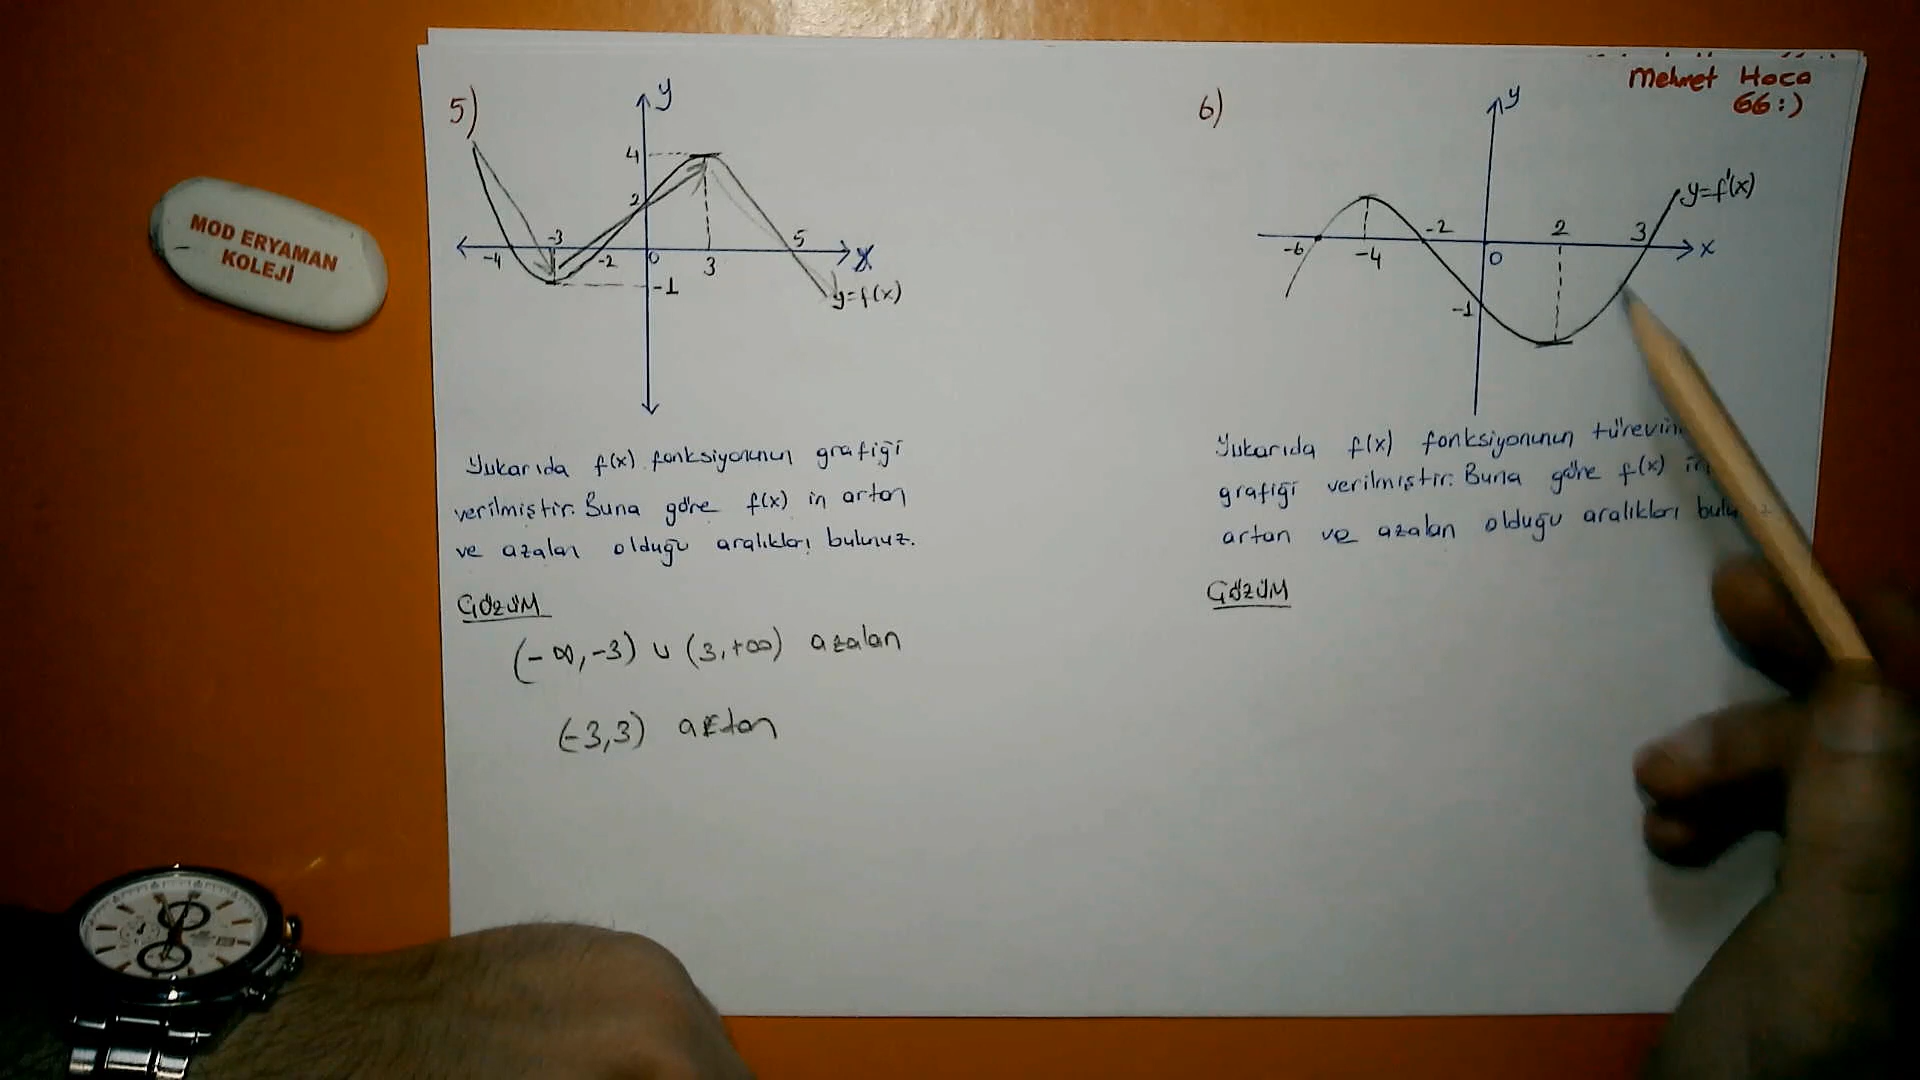 Mehmet Hoca
66:)
MOD ERYAMAN
KOLEJİ
5)
y
4
2
-3
5
-4
-2
0
3
x
-1
y=f(x)
Yukarıda f(x) fonksiyonunun grafiği
verilmiştir. Buna göre f(x) in artan
ve azalan olduğu aralıkları bulunuz.
ÇÖZÜM
(-∞,-3) ∪ (3,+∞) azalan
(-3,3) artan
6)
y
y=f'(x)
-2
2
3
-6
-4
0
x
-1
Yukarıda f(x) fonksiyonunun
grafiği verilmiştir. Buna göre f(x)
artan ve azalan olduğu aralıkları
ÇÖZÜM